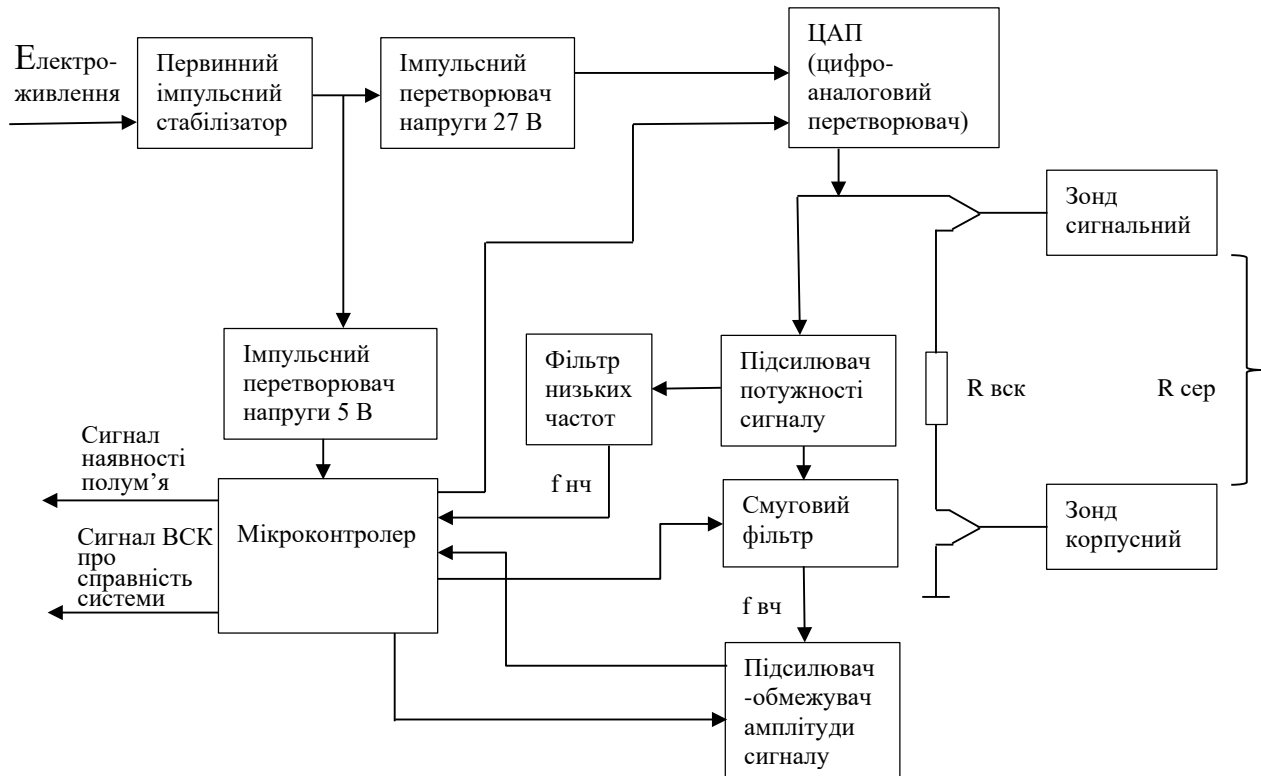 Електро-
живлення
Первинний
імпульсний
стабілізатор
Імпульсний
перетворювач
напруги 27 В
ЦАП
(цифро-
аналоговий
перетворювач)
Зонд
сигнальний
Імпульсний
перетворювач
напруги 5 В
Фільтр
низьких
частот
Підсилювач
потужності
сигналу
R вск
R сер
Сигнал
наявності
полум’я
f нч
Мікроконтролер
Смуговий
фільтр
Зонд
корпусний
Сигнал ВСК
про
справність
системи
f вч
Підсилювач
-обмежувач
амплітуди
сигналу